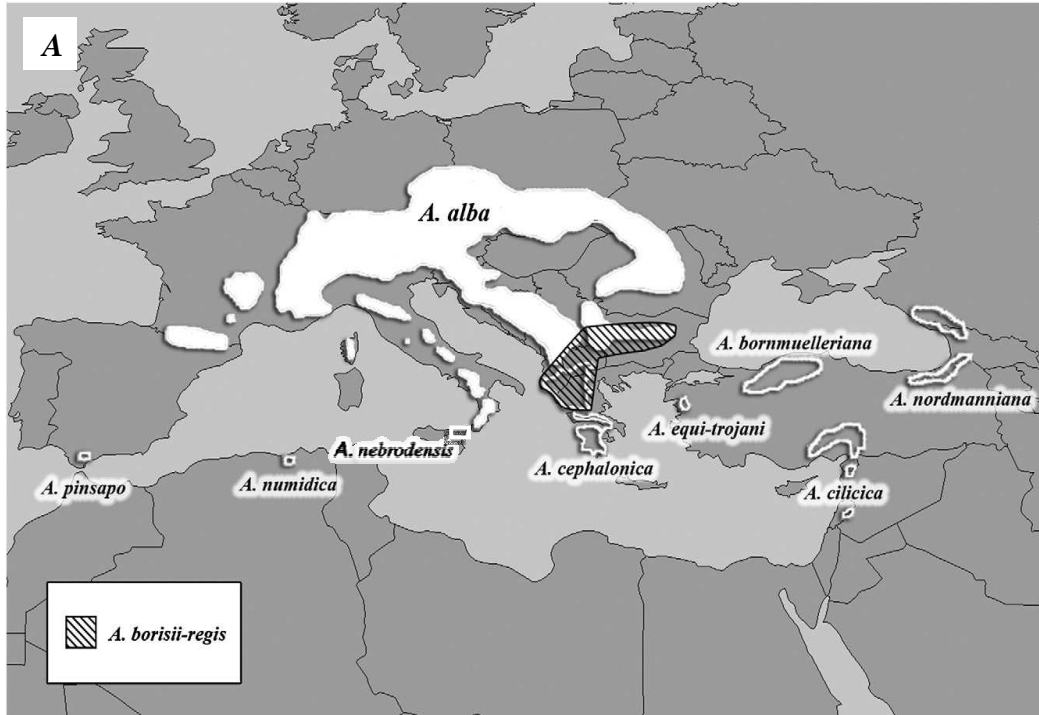 A
A. alba
A. bornmuelleriana
A. nordmanniana
A. equi-trojani
A. nebrodensis
A. cephalonica
A. pinsapo
A. numidica
A. cilicica
A. borisii-regis